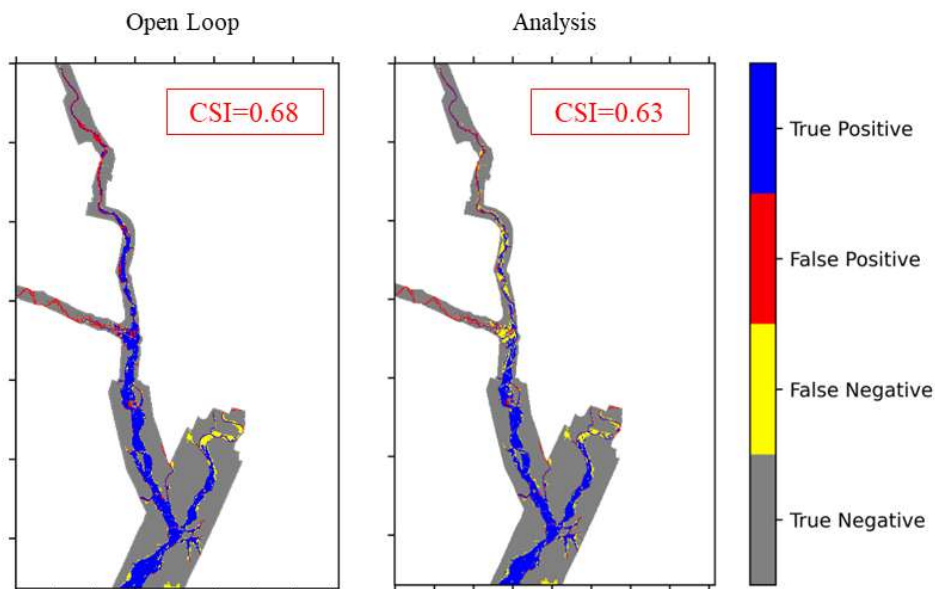 Open Loop
Analysis
CSI=0.68
CSI=0.63
True Positive
False Positive
False Negative
True Negative